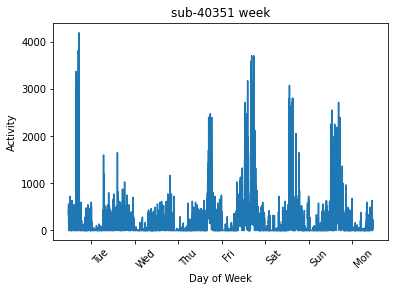 sub-40351 week
4000
3000
2000
1000
0
Activity
Tue
Wed
Thu
Fri
Sat
Sun
Mon
Day of Week